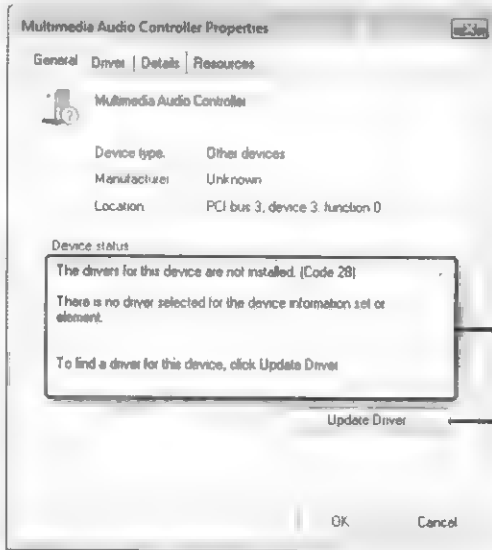 Multimedia Audio Controller Properties
General Driver Details Resources
Multimedia Audio Controller
Device type: Other devices
Manufacturer: Unknown
Location: PCI bus 3, device 3, function 0
Device status
The drivers for this device are not installed. (Code 28)
There is no driver selected for the device information set or
element.
To find a driver for this device, click Update Driver.
Update Driver
OK Cancel